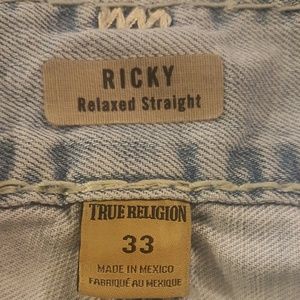 RICKY
Relaxed Straight
TRUE RELIGION
33
MADE IN MEXICO
FABRIQUÉ AU MEXIQUE